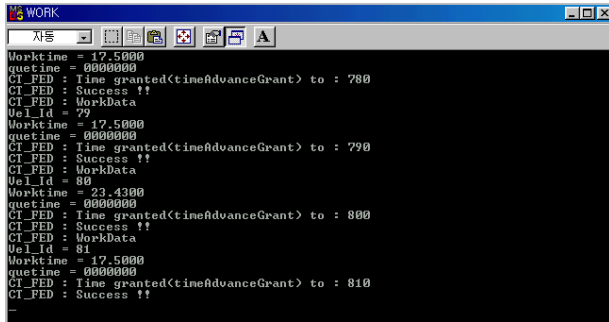 WORK
자동
A
Worktime = 17.5000
quetime = 0000000
CT_FED : Time granted(timeAdvanceGrant) to : 780
CT_FED : Success !!
CT_FED : WorkData
Vel_Id = 79
Worktime = 17.5000
quetime = 0000000
CT_FED : Time granted(timeAdvanceGrant) to : 790
CT_FED : Success !!
CT_FED : WorkData
Vel_Id = 80
Worktime = 23.4300
quetime = 0000000
CT_FED : Time granted(timeAdvanceGrant) to : 800
CT_FED : Success !!
CT_FED : WorkData
Vel_Id = 81
Worktime = 17.5000
quetime = 0000000
CT_FED : Time granted(timeAdvanceGrant) to : 810
CT_FED : Success !!
_